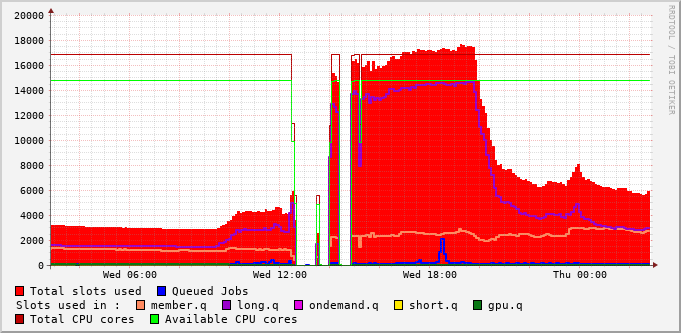 RRDTOOL / TOBI OETIKER
20000
18000
16000
14000
12000
10000
8000
6000
4000
2000
0
Wed 06:00 Wed 12:00 Wed 18:00 Thu 00:00
Total slots used Queued Jobs
Slots used in : member.q long.q ondemand.q short.q gpu.q
Total CPU cores Available CPU cores